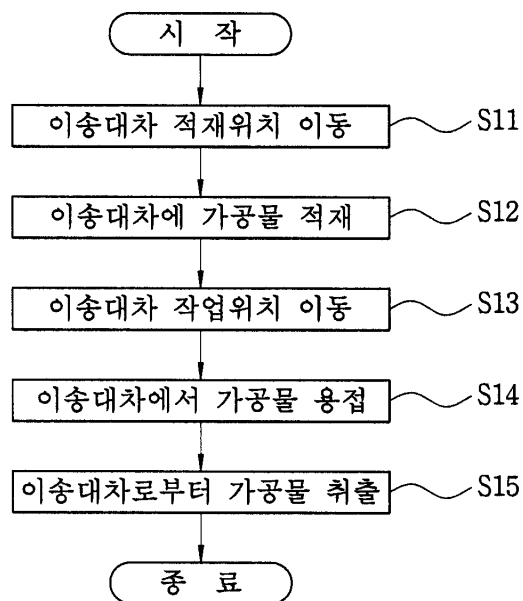 시 작
이송대차 적재위치 이동 S11
이송대차에 가공물 적재 S12
이송대차 작업위치 이동 S13
이송대차에서 가공물 용접 S14
이송대차로부터 가공물 취출 S15
종 료